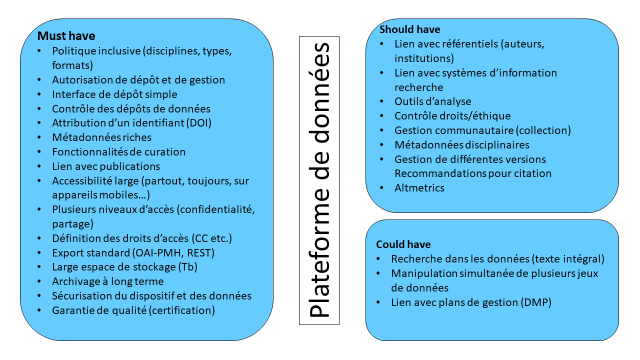 Must have
• Politique inclusive (disciplines, types,
formats)
• Autorisation de dépôt et de gestion
• Interface de dépôt simple
• Contrôle des dépôts de données
• Attribution d'un identifiant (DOI)
• Métadonnées riches
• Fonctionnalités de curation
• Lien avec publications
• Accessibilité large (partout, toujours, sur
appareils mobiles…)
• Plusieurs niveaux d'accès (confidentialité,
partage)
• Définition des droits d'accès (CC etc.)
• Export standard (OAI-PMH, REST)
• Large espace de stockage (Tb)
• Archivage à long terme
• Sécurisation du dispositif et des données
• Garantie de qualité (certification)
Plateforme de données
Should have
• Lien avec référentiels (auteurs,
institutions)
• Lien avec systèmes d'information
recherche
• Outils d'analyse
• Contrôle droits/éthique
• Gestion communautaire (collection)
• Métadonnées disciplinaires
• Gestion de différentes versions
Recommandations pour citation
• Altmetrics
Could have
• Recherche dans les données (texte intégral)
• Manipulation simultanée de plusieurs jeux
de données
• Lien avec plans de gestion (DMP)